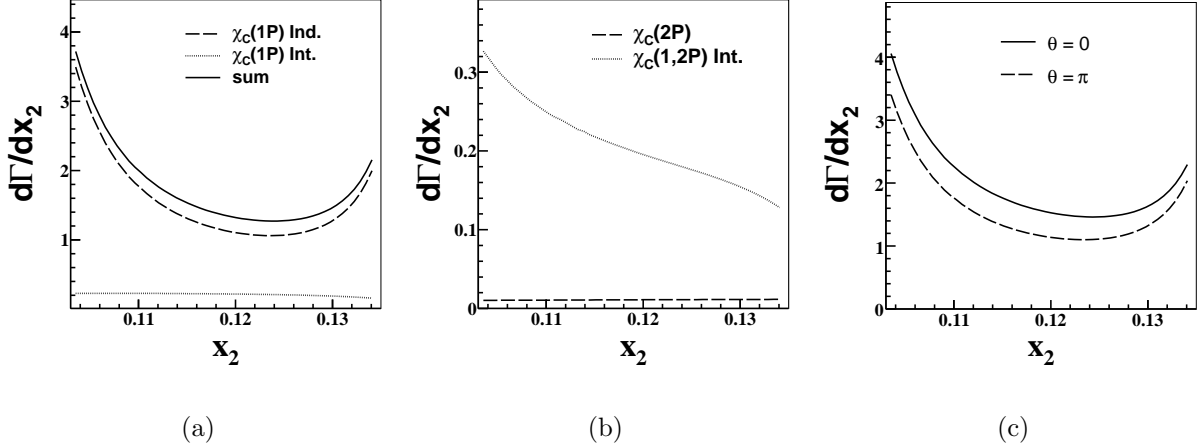 4
3
2
1
dΓ/dx2
χC(1P) Ind.
χC(1P) Int.
sum
0.11 0.12 0.13
x2
(a)
0.3
0.2
0.1
0
dΓ/dx2
χC(2P)
χC(1,2P) Int.
0.11 0.12 0.13
x2
(b)
4
3
2
1
0
dΓ/dx2
θ = 0
θ = π
0.11 0.12 0.13
x2
(c)